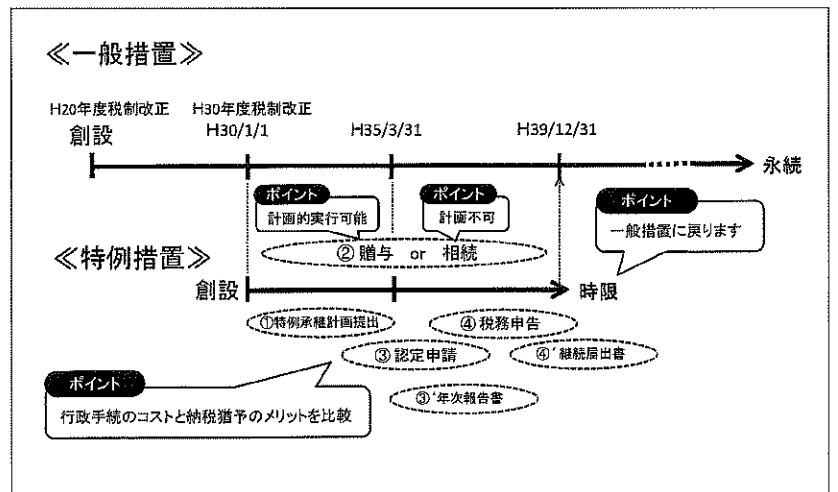 ≪一般措置≫
H20年度税制改正 H30年度税制改正
創設 H30/1/1 H35/3/31 H39/12/31
永続
ポイント
計画的実行可能
ポイント
計画不可
ポイント
一般措置に戻ります
② 贈与 or 相続
≪特例措置≫
創設
時限
①特例承継計画提出
④ 税務申告
③ 認定申請
④’継続届出書
③’年次報告書
ポイント
行政手続のコストと納税猶予のメリットを比較